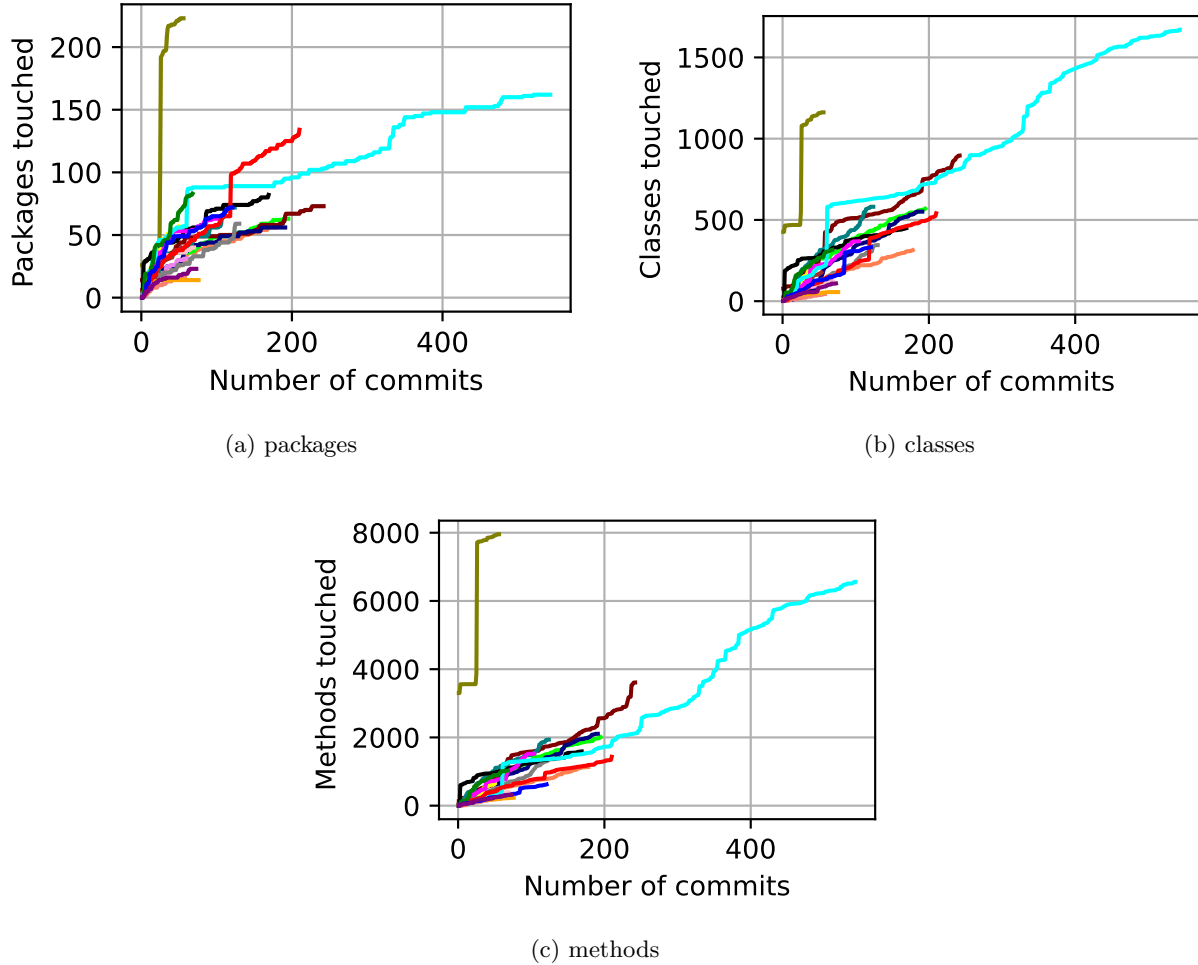 200
150
100
50
0
Packages touched
0
200
400
Number of commits
(a) packages
1500
1000
500
0
Classes touched
0
200
400
Number of commits
(b) classes
8000
6000
4000
2000
0
Methods touched
0
200
400
Number of commits
(c) methods